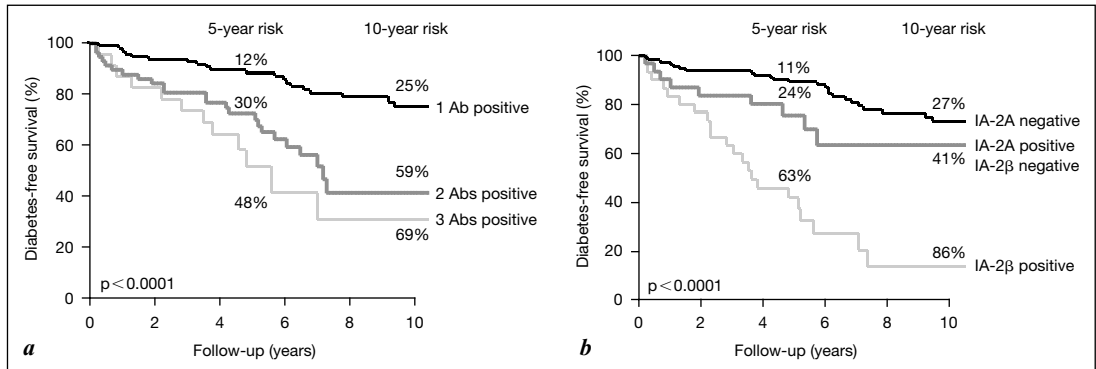 5-year risk 10-year risk
100
80
60
40
20
0
Diabetes-free survival (%)
12%
25%
1 Ab positive
30%
59%
2 Abs positive
48%
3 Abs positive
69%
p<0.0001
0 2 4 6 8 10
a Follow-up (years)
5-year risk 10-year risk
100
80
60
40
20
0
Diabetes-free survival (%)
11%
24%
27%
IA-2A negative
IA-2A positive
41%
IA-2β negative
63%
86%
IA-2β positive
p<0.0001
0 2 4 6 8 10
b Follow-up (years)